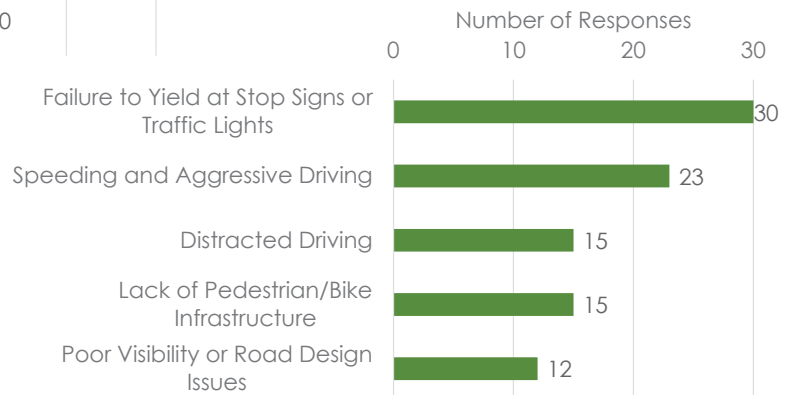 0
Number of Responses
0 10 20 30
Failure to Yield at Stop Signs or
Traffic Lights
30
Speeding and Aggressive Driving
23
Distracted Driving
15
Lack of Pedestrian/Bike
Infrastructure
15
Poor Visibility or Road Design
Issues
12